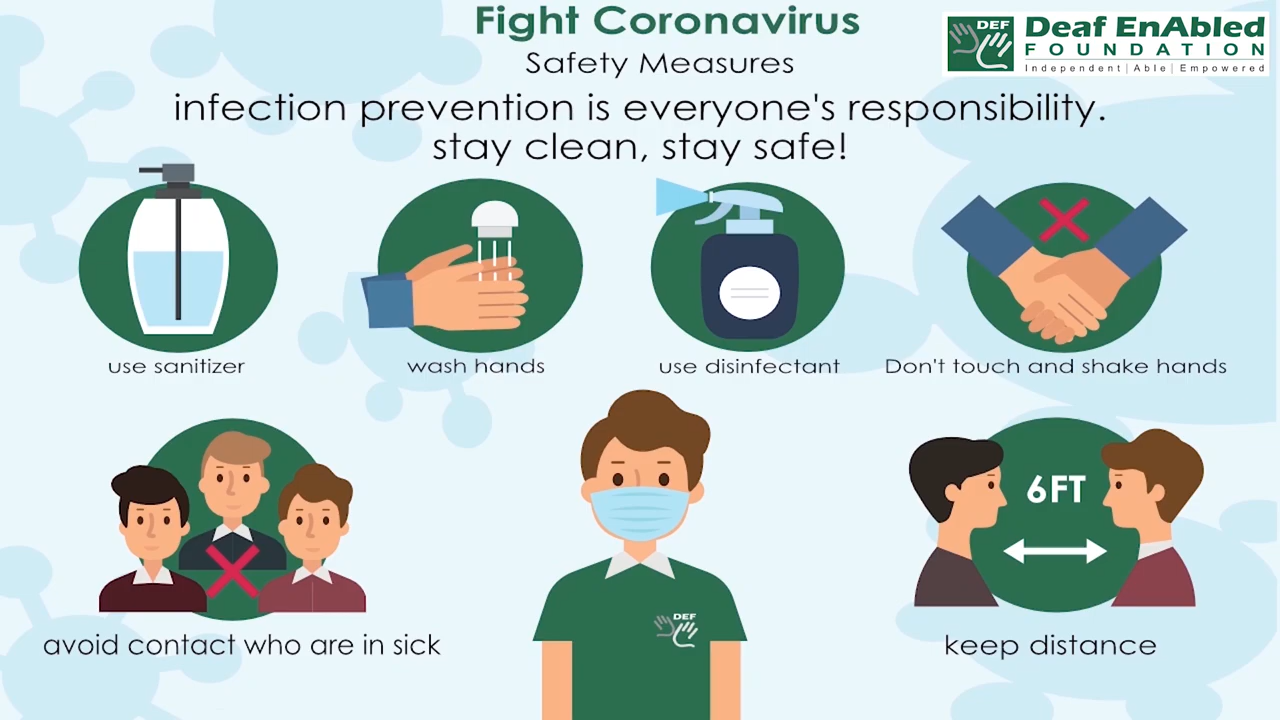 Fight Coronavirus
Safety Measures
DEF
Deaf EnAbled
FOUNDATION
Independent | Able | Empowered
infection prevention is everyone's responsibility.
stay clean, stay safe!
use sanitizer
wash hands
use disinfectant
Don't touch and shake hands
6FT
DEF
avoid contact who are in sick
keep distance